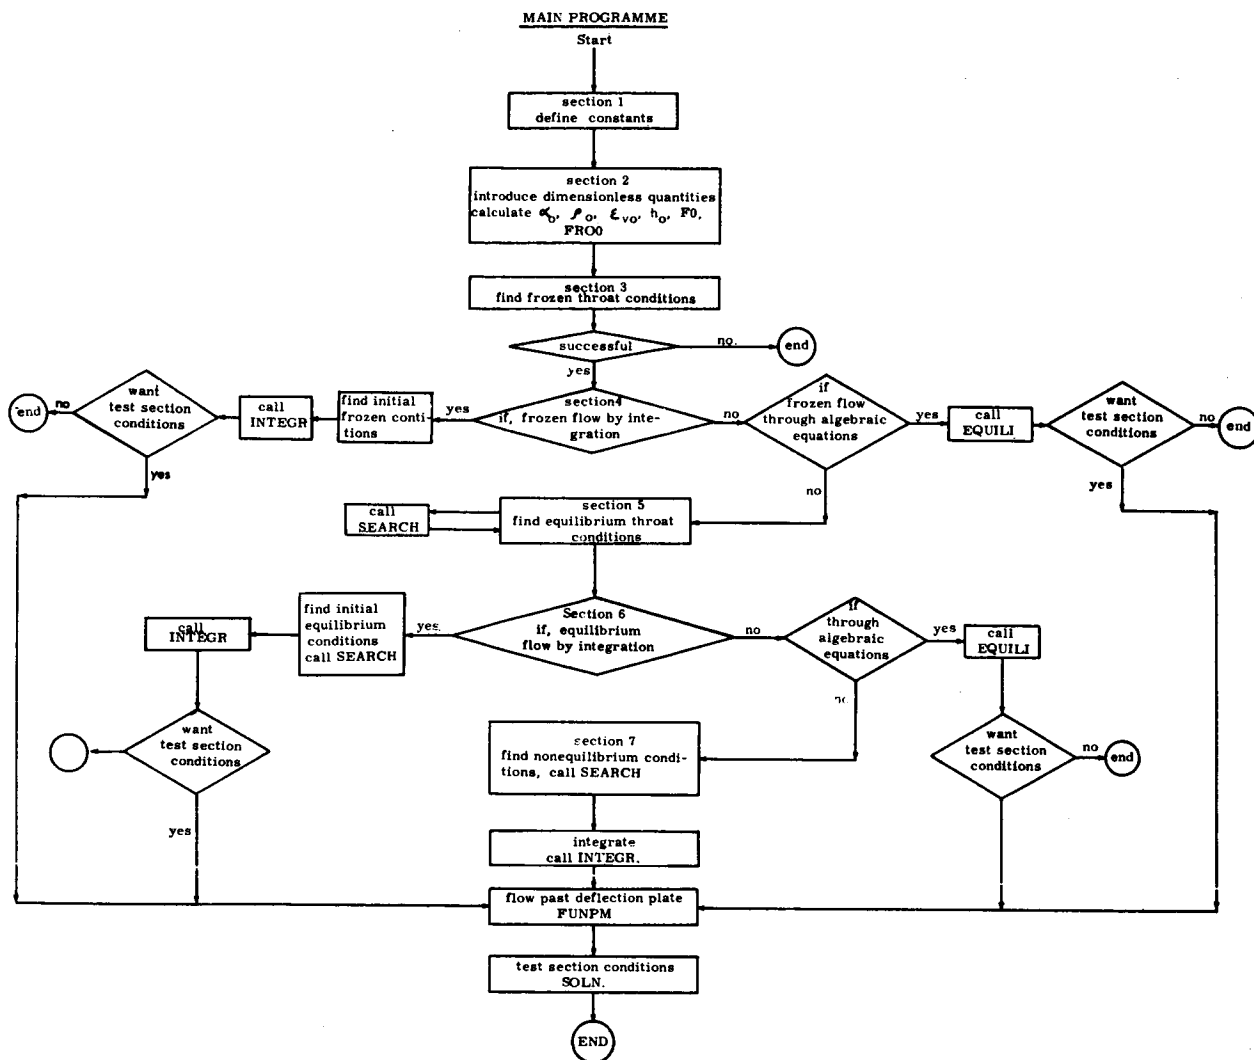 MAIN PROGRAMME
Start
section 1
define constants
section 2
introduce dimensionless quantities
calculate αo, ρo, εvo, ho, F0,
FRO0
section 3
find frozen throat conditions
successful
no.
end
yes
section4
if, frozen flow by inte-
gration
yes
find initial
frozen conti-
tions
call
INTEGR
want
test section
conditions
no
end
yes
no
if
frozen flow
through algebraic
equations
yes
call
EQUILI
want
test section
conditions
no
end
yes
no
section 5
find equilibrium throat
conditions
call
SEARCH
Section 6
if, equilibrium
flow by integration
yes.
find initial
equilibrium
conditions
call SEARCH
call
INTEGR
want
test section
conditions
yes
no
if
through
algebraic
equations
yes
call
EQUILI
want
test section
conditions
no
end
no
section 7
find nonequilibrium condi-
tions, call SEARCH
integrate
call INTEGR.
flow past deflection plate
FUNPM
test section conditions
SOLN.
END